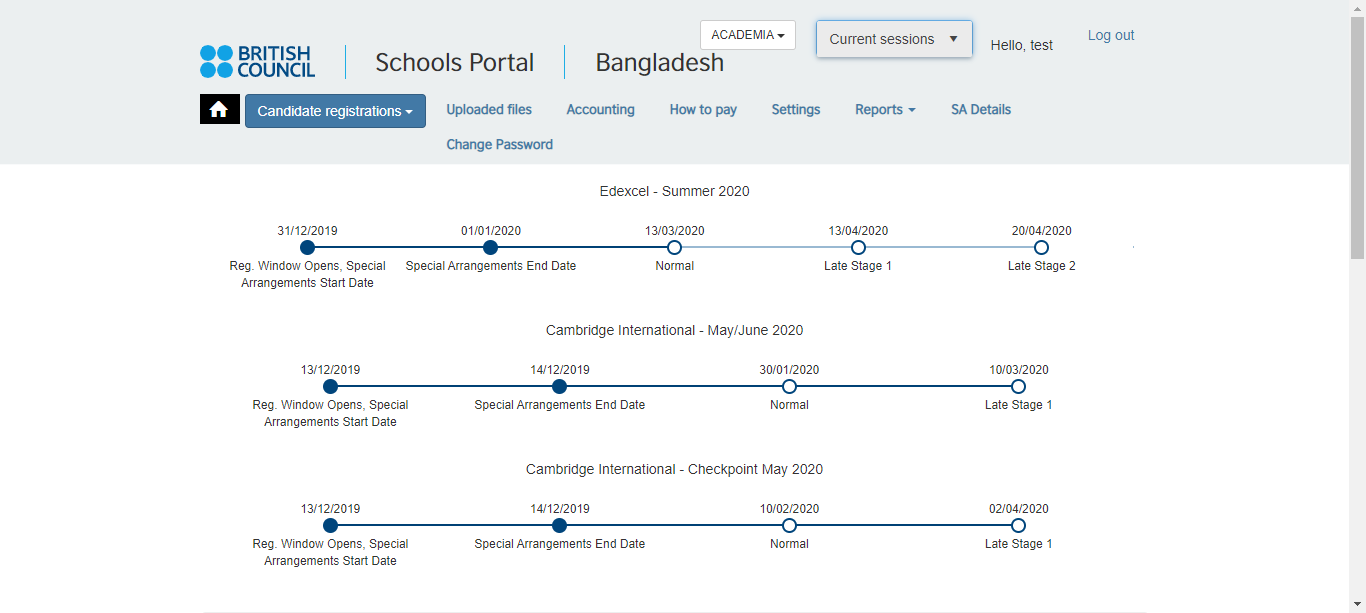 ACADEMIA
Current sessions
Hello, test
Log out
BRITISH
COUNCIL
Schools Portal
Bangladesh
Candidate registrations
Uploaded files
Accounting
How to pay
Settings
Reports
SA Details
Change Password
Edexcel - Summer 2020
31/12/2019 01/01/2020 13/03/2020 13/04/2020 20/04/2020
Reg. Window Opens, Special Special Arrangements End Date Normal Late Stage 1 Late Stage 2
Arrangements Start Date
Cambridge International - May/June 2020
13/12/2019 14/12/2019 30/01/2020 10/03/2020
Reg. Window Opens, Special Special Arrangements End Date Normal Late Stage 1
Arrangements Start Date
Cambridge International - Checkpoint May 2020
13/12/2019 14/12/2019 10/02/2020 02/04/2020
Reg. Window Opens, Special Special Arrangements End Date Normal Late Stage 1
Arrangements Start Date